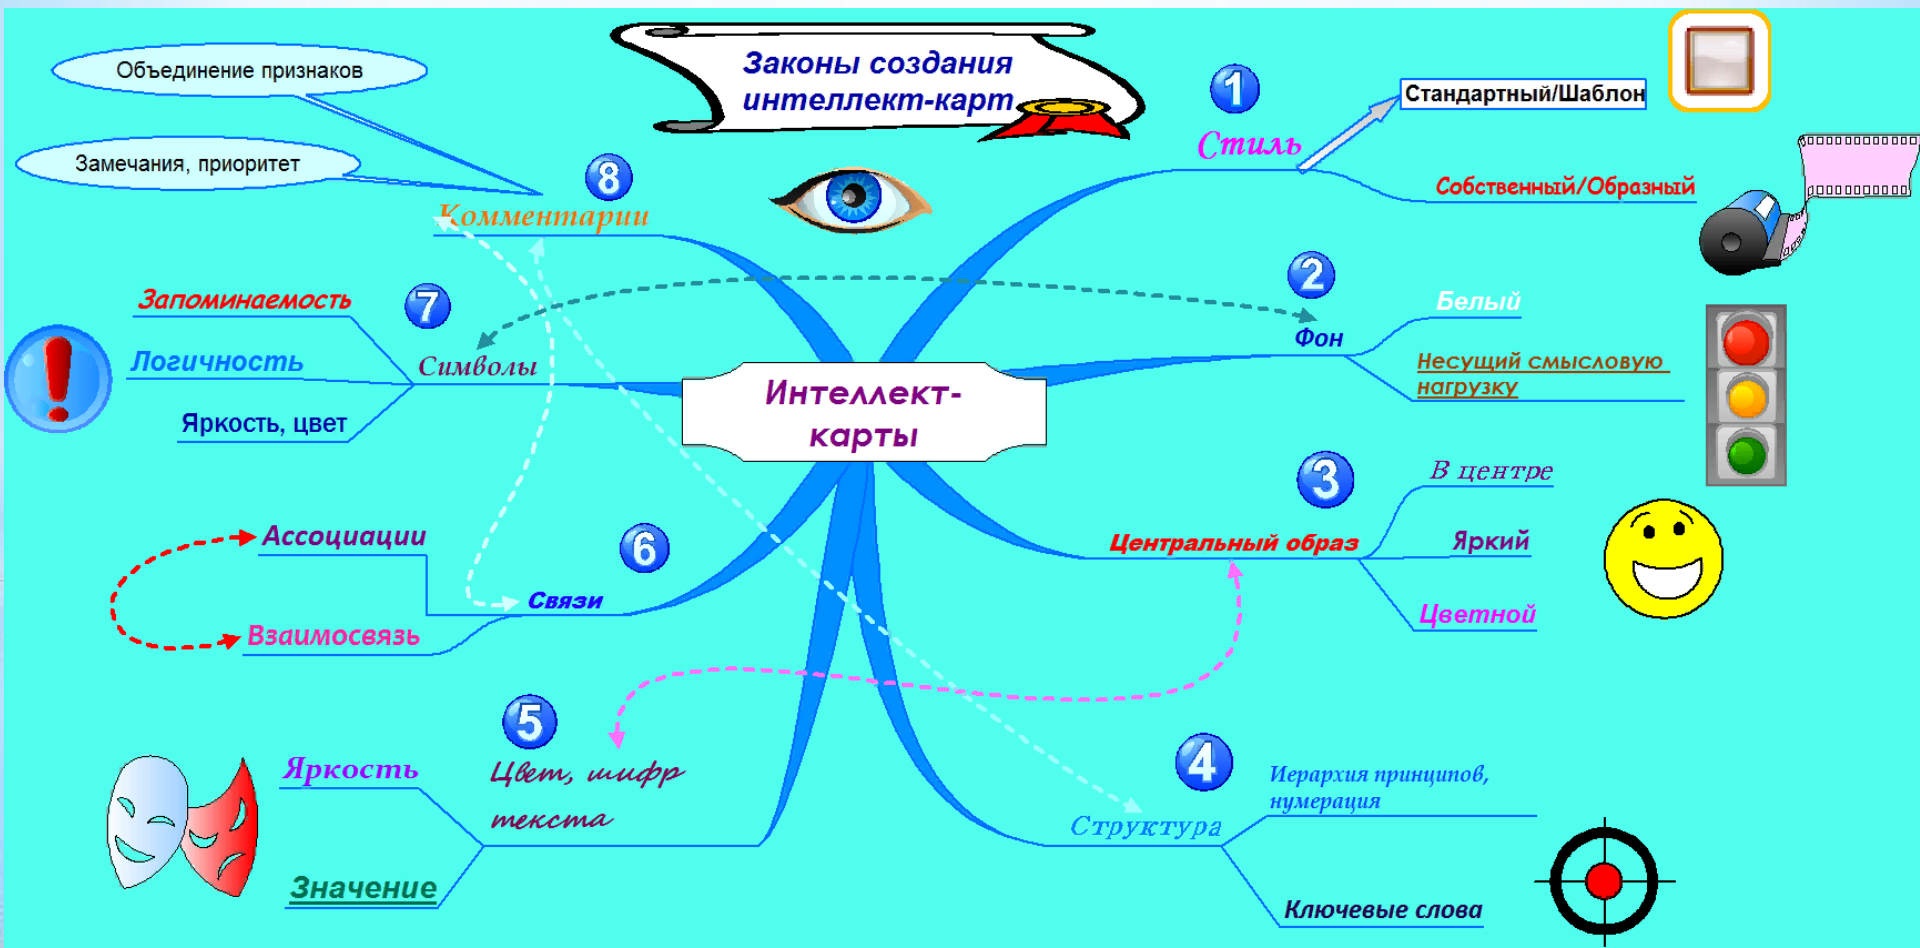 Законы создания
интеллект-карт
Интеллект-
карты
1
Стиль
Стандартный/Шаблон
Собственный/Образный
2
Фон
Белый
Несущий смысловую
нагрузку
3
Центральный образ
В центре
Яркий
Цветной
4
Структура
Иерархия принципов,
нумерация
Ключевые слова
5
Цвет, шифр
текста
Яркость
Значение
6
Связи
Ассоциации
Взаимосвязь
7
Символы
Запоминаемость
Логичность
Яркость, цвет
8
Комментарии
Объединение признаков
Замечания, приоритет